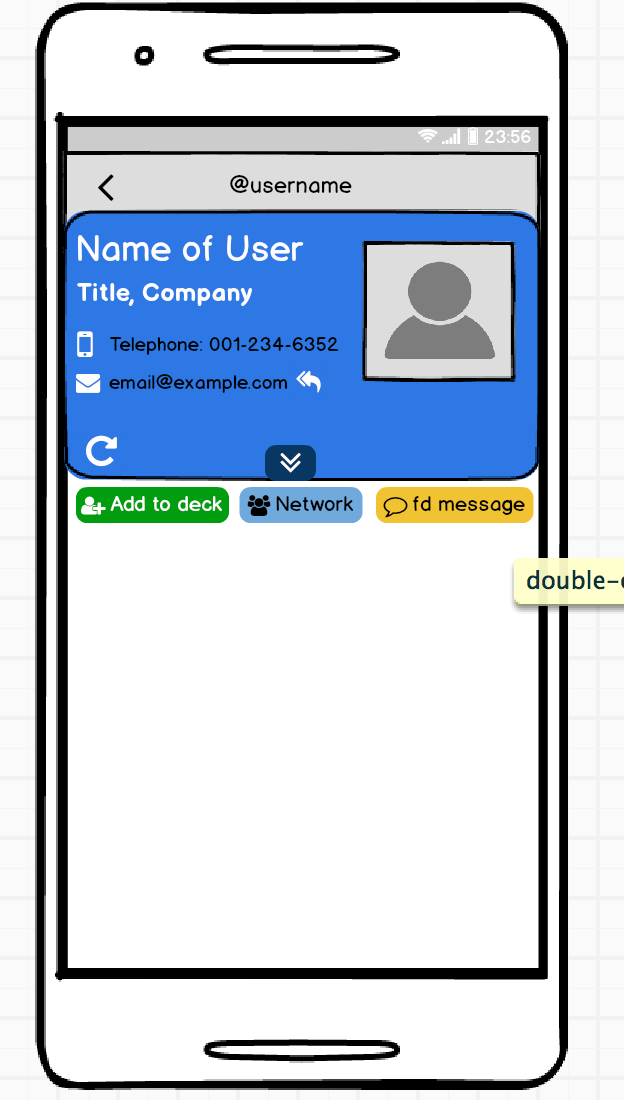 23:56
@username
Name of User
Title, Company
Telephone: 001-234-6352
email@example.com
Add to deck Network fd message
double-